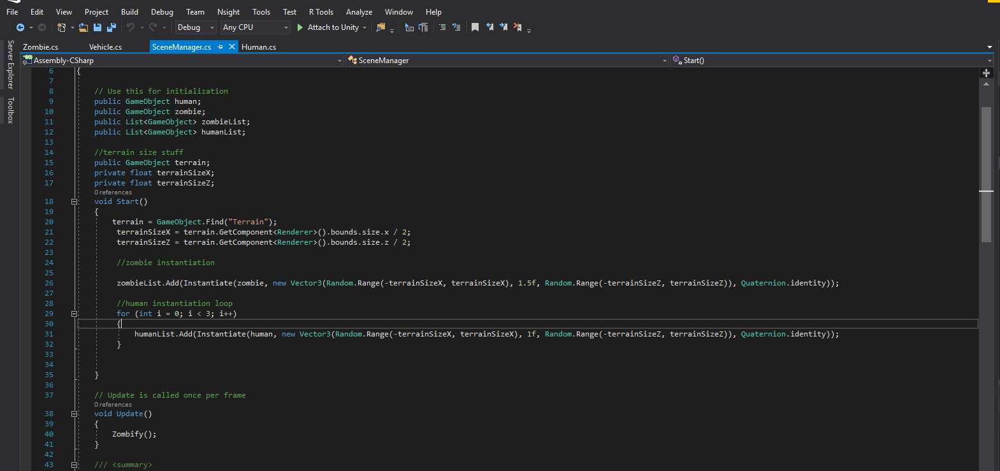 File Edit View Project Build Debug Team Nsight Tools Test R Tools Analyze Window Help
Debug Any CPU Attach to Unity
Server Explorer
Toolbox
Zombie.cs Vehicle.cs SceneManager.cs Human.cs
Assembly-CSharp SceneManager Start()
6 {
7
8 // Use this for initialization
9 public GameObject human;
10 public GameObject zombie;
11 public List<GameObject> zombieList;
12 public List<GameObject> humanList;
13
14 //terrain size stuff
15 public GameObject terrain;
16 private float terrainSizeX;
17 private float terrainSizeZ;
0 references
18 void Start()
19 {
20 terrain = GameObject.Find("Terrain");
21 terrainSizeX = terrain.GetComponent<Renderer>().bounds.size.x / 2;
22 terrainSizeZ = terrain.GetComponent<Renderer>().bounds.size.z / 2;
23
24 //zombie instantiation
25
26 zombieList.Add(Instantiate(zombie, new Vector3(Random.Range(-terrainSizeX, terrainSizeX), 1.5f, Random.Range(-terrainSizeZ, terrainSizeZ)), Quaternion.identity));
27
28 //human instantiation loop
29 for (int i = 0; i < 3; i++)
30 {
31 humanList.Add(Instantiate(human, new Vector3(Random.Range(-terrainSizeX, terrainSizeX), 1f, Random.Range(-terrainSizeZ, terrainSizeZ)), Quaternion.identity));
32 }
33
34
35 }
36
37 // Update is called once per frame
0 references
38 void Update()
39 {
40 Zombify();
41 }
42
43 /// <summary>